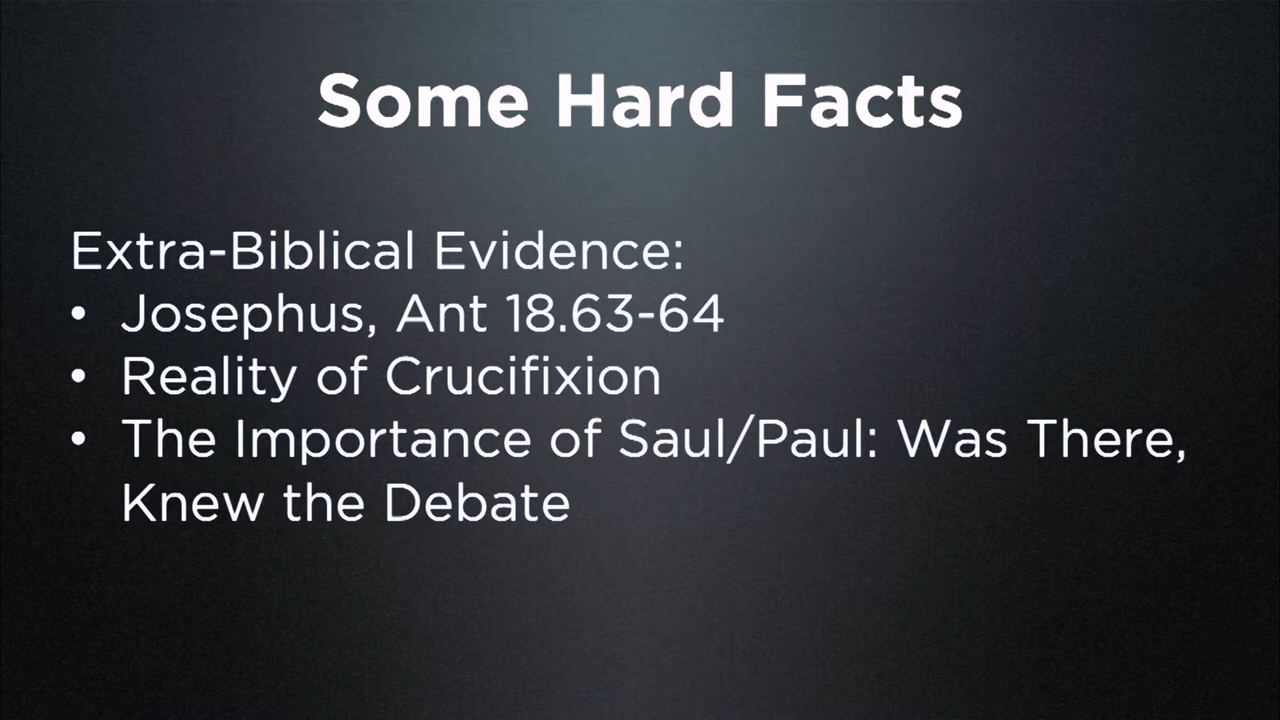 Some Hard Facts
Extra-Biblical Evidence:
• Josephus, Ant 18.63-64
• Reality of Crucifixion
• The Importance of Saul/Paul: Was There,
Knew the Debate